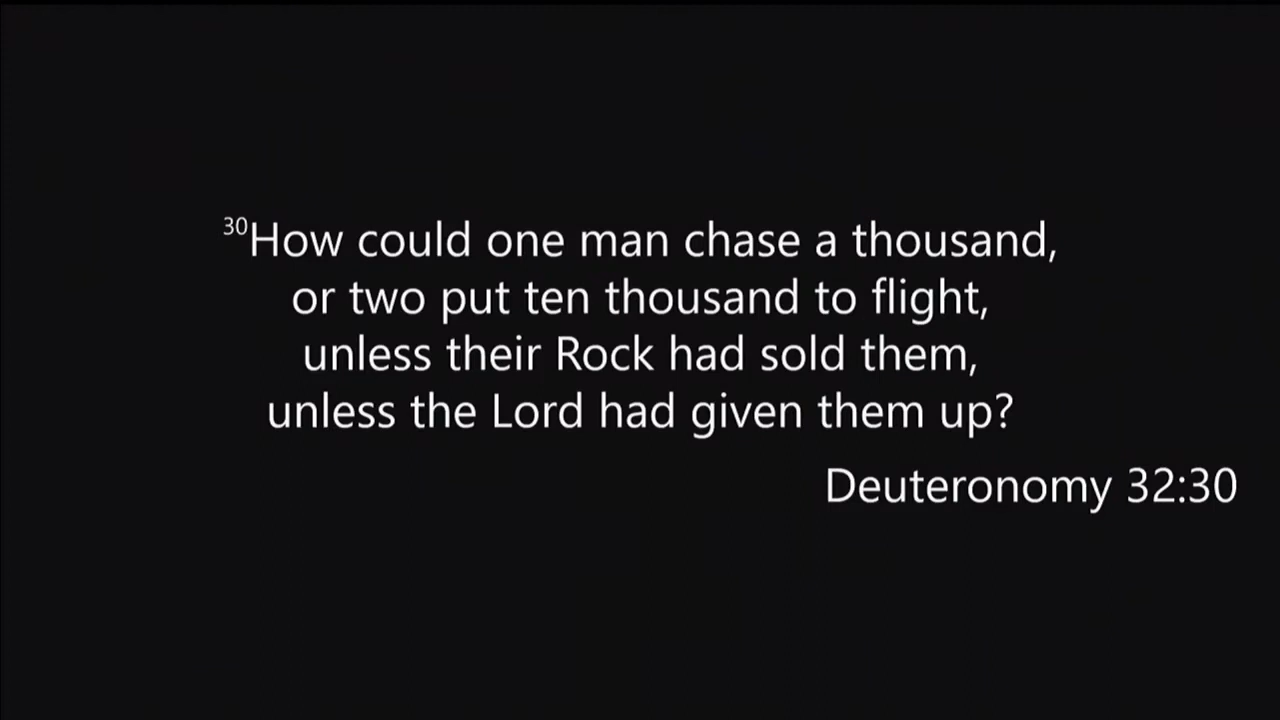 30How could one man chase a thousand,
or two put ten thousand to flight,
unless their Rock had sold them,
unless the Lord had given them up?
Deuteronomy 32:30